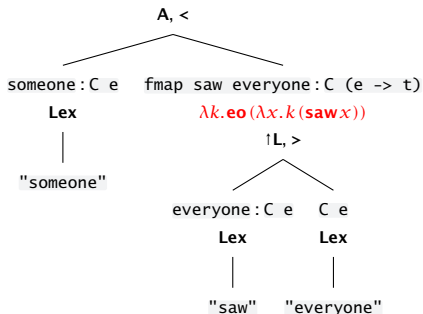 A, <
someone:C e fmap saw everyone:C (e -> t)
Lex λk.eo(λx.k(saw x))
↑L, >
"someone"
everyone:C e C e
Lex Lex
"saw" "everyone"